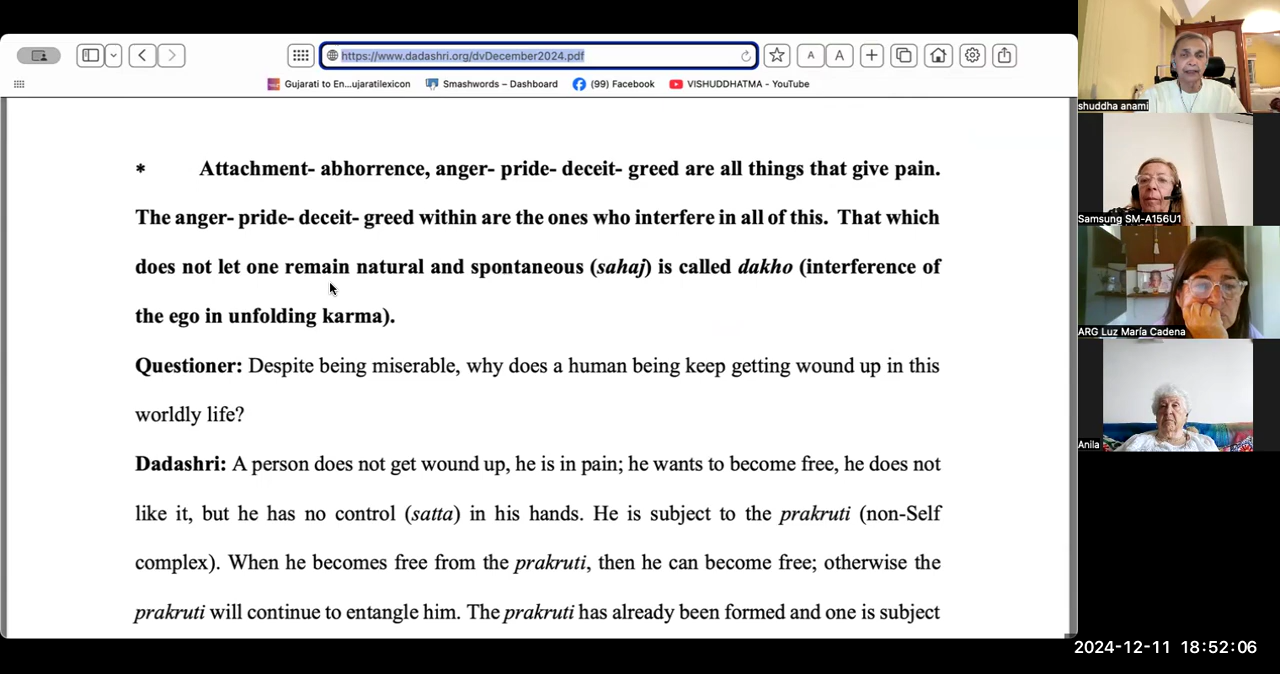 https://www.dadashri.org/dvDecember2024.pdf
A A
Gujarati to En...ujaratilexicon Smashwords – Dashboard (99) Facebook VISHUDDHATMA - YouTube
* Attachment- abhorrence, anger- pride- deceit- greed are all things that give pain.
The anger- pride- deceit- greed within are the ones who interfere in all of this. That which
does not let one remain natural and spontaneous (sahaj) is called dakho (interference of
the ego in unfolding karma).
Questioner: Despite being miserable, why does a human being keep getting wound up in this
worldly life?
Dadashri: A person does not get wound up, he is in pain; he wants to become free, he does not
like it, but he has no control (satta) in his hands. He is subject to the prakruti (non-Self
complex). When he becomes free from the prakruti, then he can become free; otherwise the
prakruti will continue to entangle him. The prakruti has already been formed and one is subject
shuddha anami
Samsung SM-A156U1
ARG Luz María Cadena
Anila
2024-12-11 18:52:06